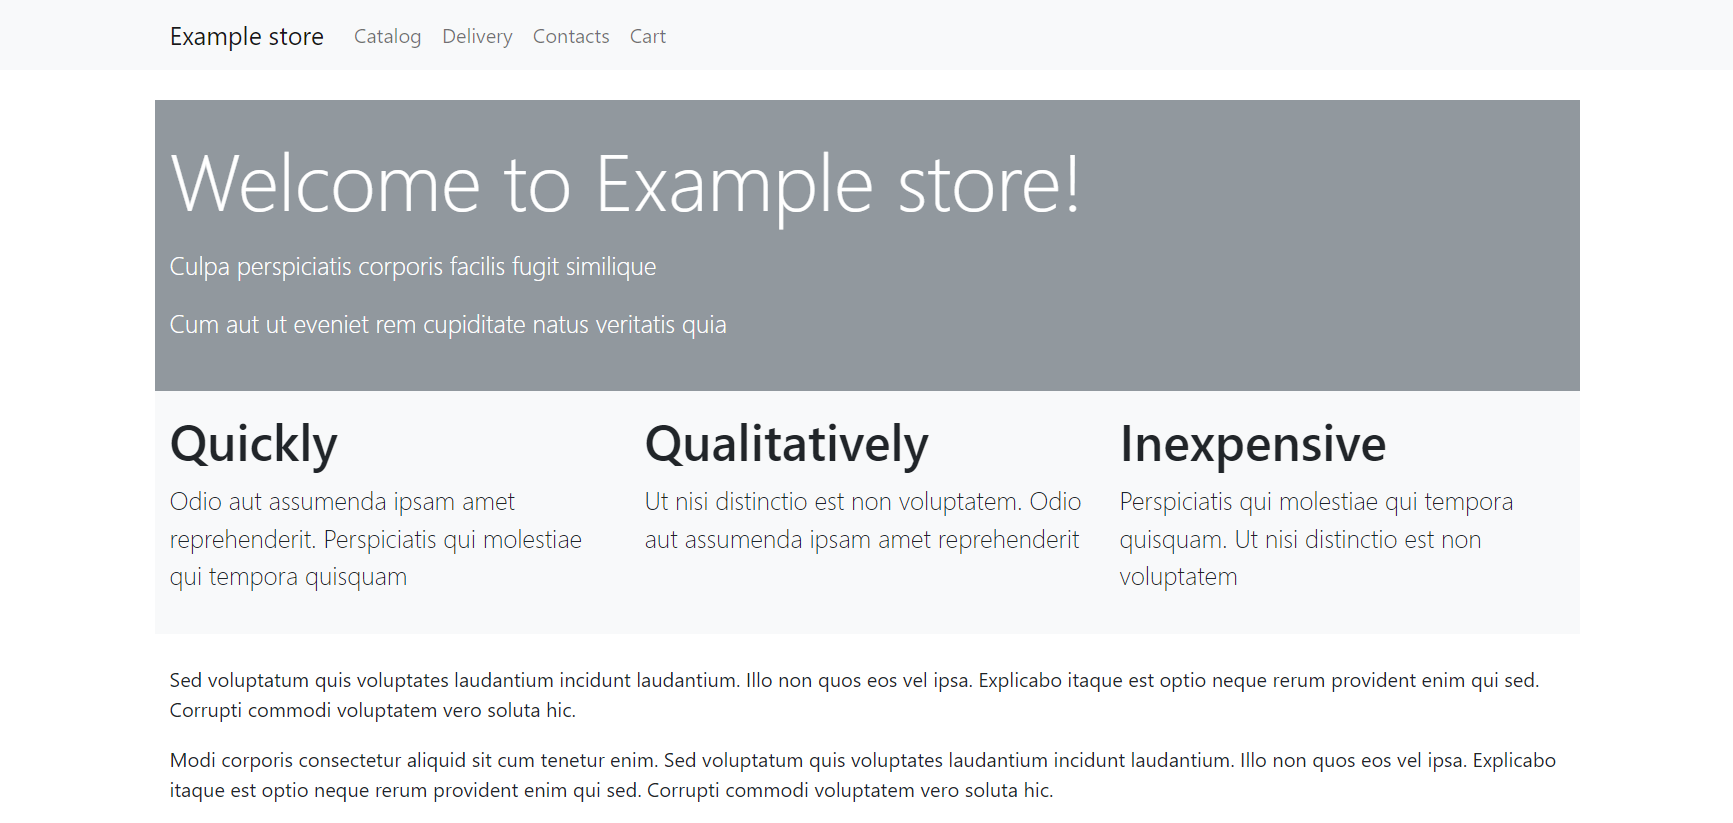 Example store Catalog Delivery Contacts Cart
Welcome to Example store!
Culpa perspiciatis corporis facilis fugit similique
Cum aut ut eveniet rem cupiditate natus veritatis quia
Quickly
Odio aut assumenda ipsam amet
reprehenderit. Perspiciatis qui molestiae
qui tempora quisquam
Qualitatively
Ut nisi distinctio est non voluptatem. Odio
aut assumenda ipsam amet reprehenderit
Inexpensive
Perspiciatis qui molestiae qui tempora
quisquam. Ut nisi distinctio est non
voluptatem
Sed voluptatum quis voluptates laudantium incidunt laudantium. Illo non quos eos vel ipsa. Explicabo itaque est optio neque rerum provident enim qui sed.
Corrupti commodi voluptatem vero soluta hic.
Modi corporis consectetur aliquid sit cum tenetur enim. Sed voluptatum quis voluptates laudantium incidunt laudantium. Illo non quos eos vel ipsa. Explicabo
itaque est optio neque rerum provident enim qui sed. Corrupti commodi voluptatem vero soluta hic.